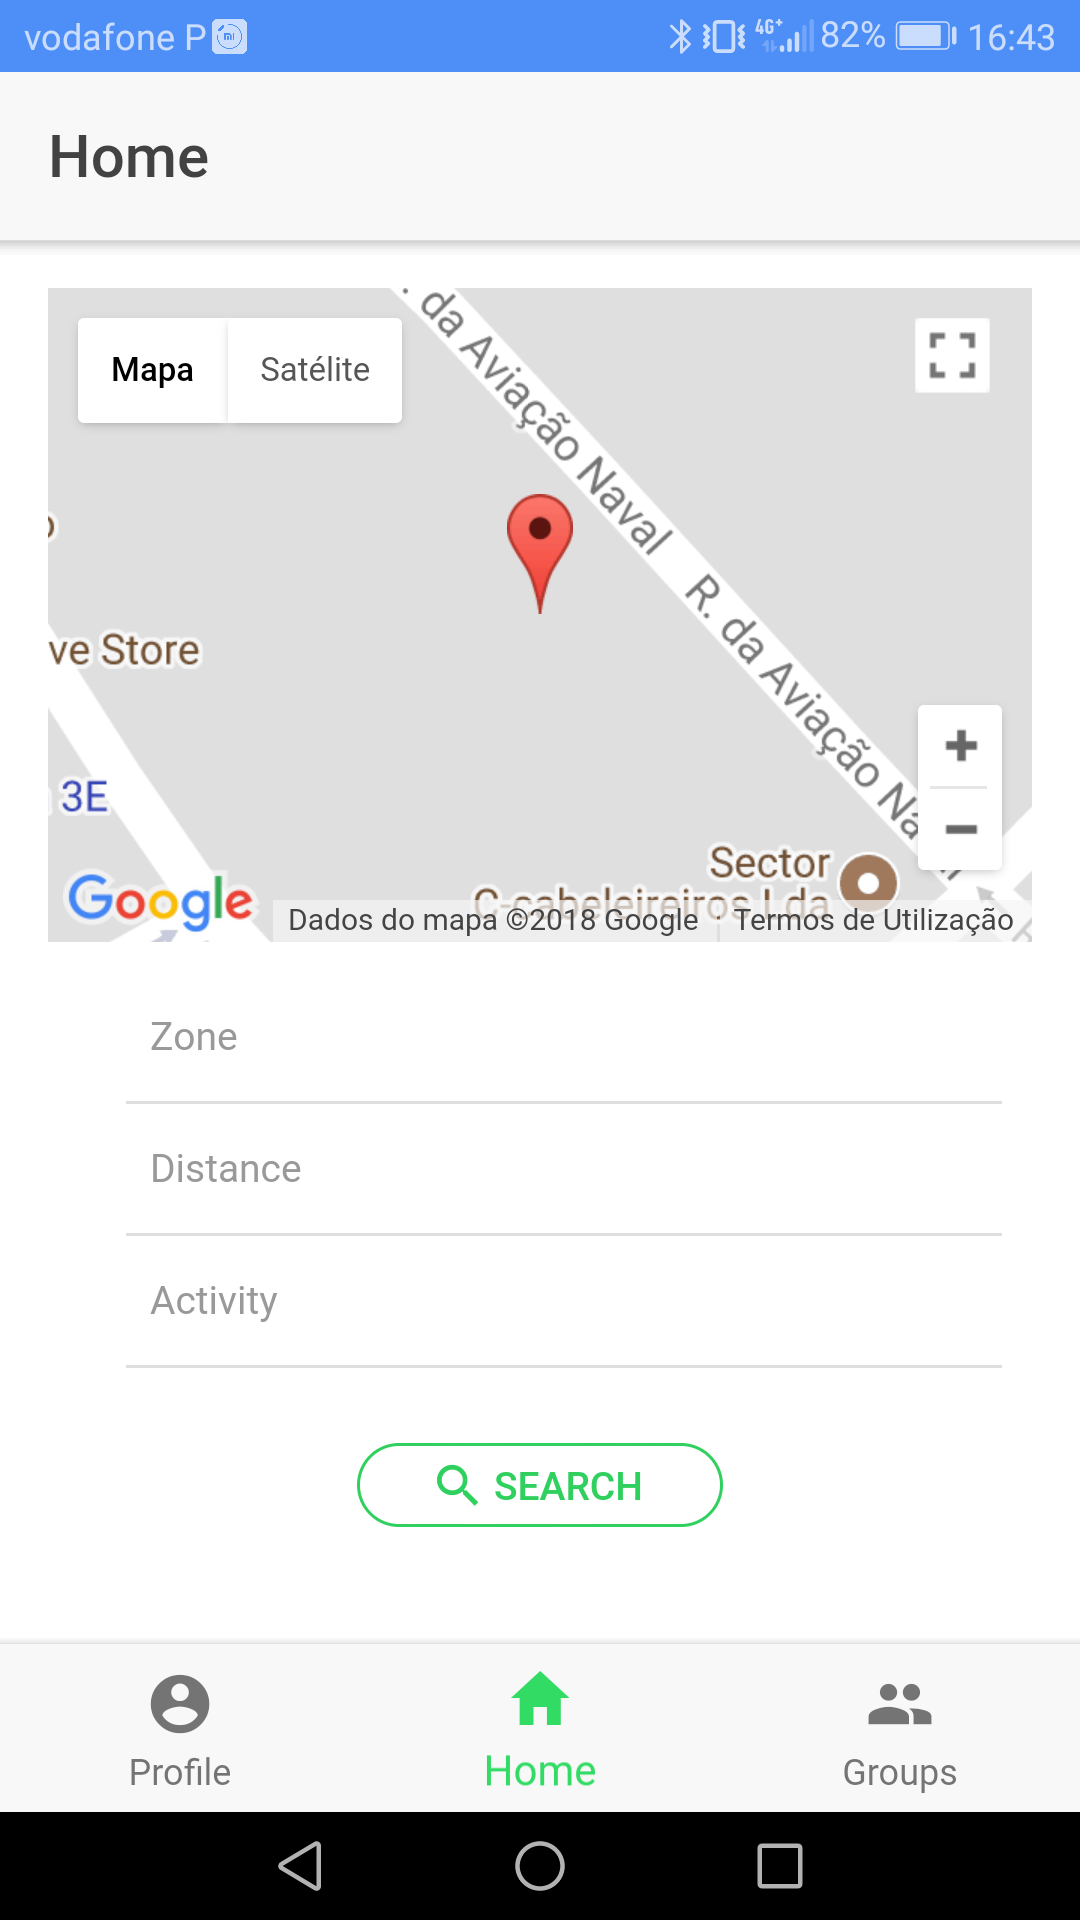 vodafone P 4G+ 82% 16:43
Home
. da Aviação Naval
Mapa Satélite
R. da Aviação Na
ve Store
3E
Sector
C-cabeleireiros Lda
Google
Dados do mapa ©2018 Google Termos de Utilização
Zone
Distance
Activity
SEARCH
Profile Home Groups